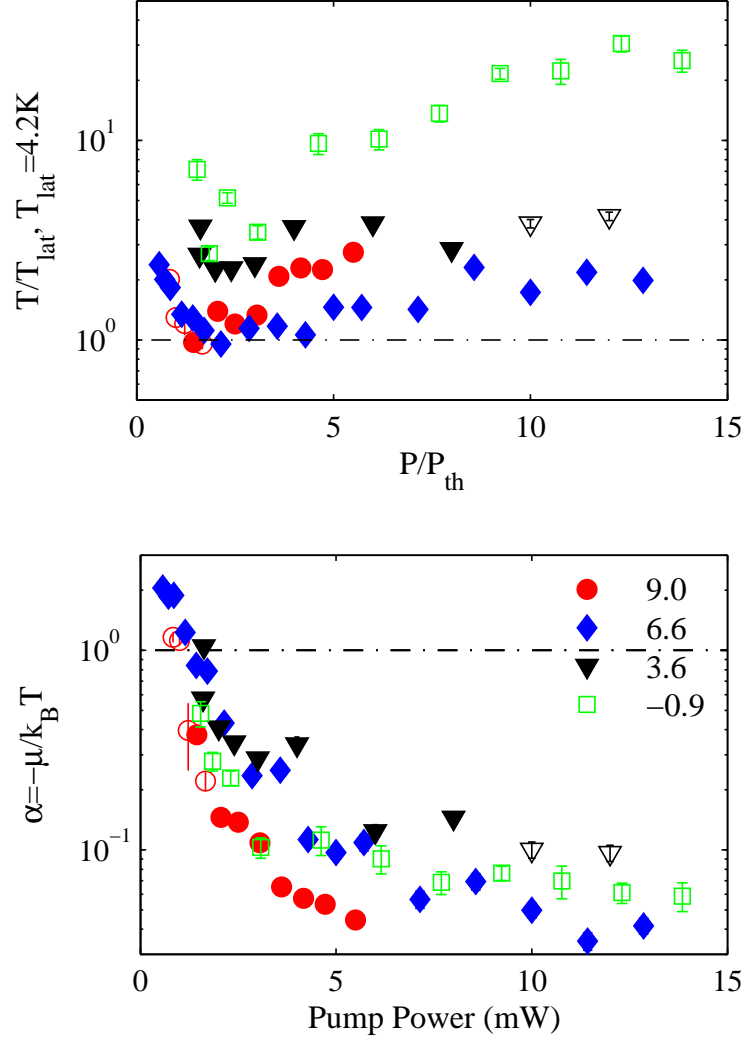 T/T_lat, T_lat=4.2K
10^1
10^0
0 5 10 15
P/P_th
α=−μ/k_B T
10^0
10^−1
9.0
6.6
3.6
−0.9
0 5 10 15
Pump Power (mW)